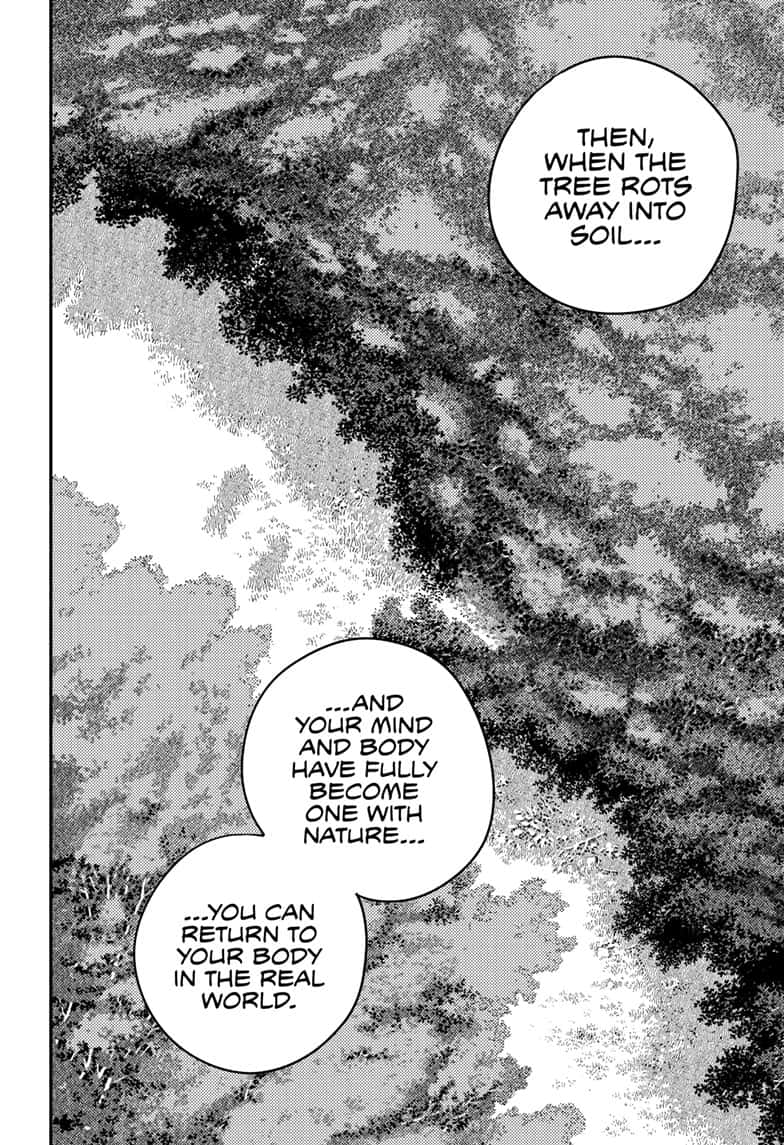 THEN,
WHEN THE
TREE ROTS
AWAY INTO
SOIL...
...AND
YOUR MIND
AND BODY
HAVE FULLY
BECOME
ONE WITH
NATURE...
...YOU CAN
RETURN TO
YOUR BODY
IN THE REAL
WORLD.